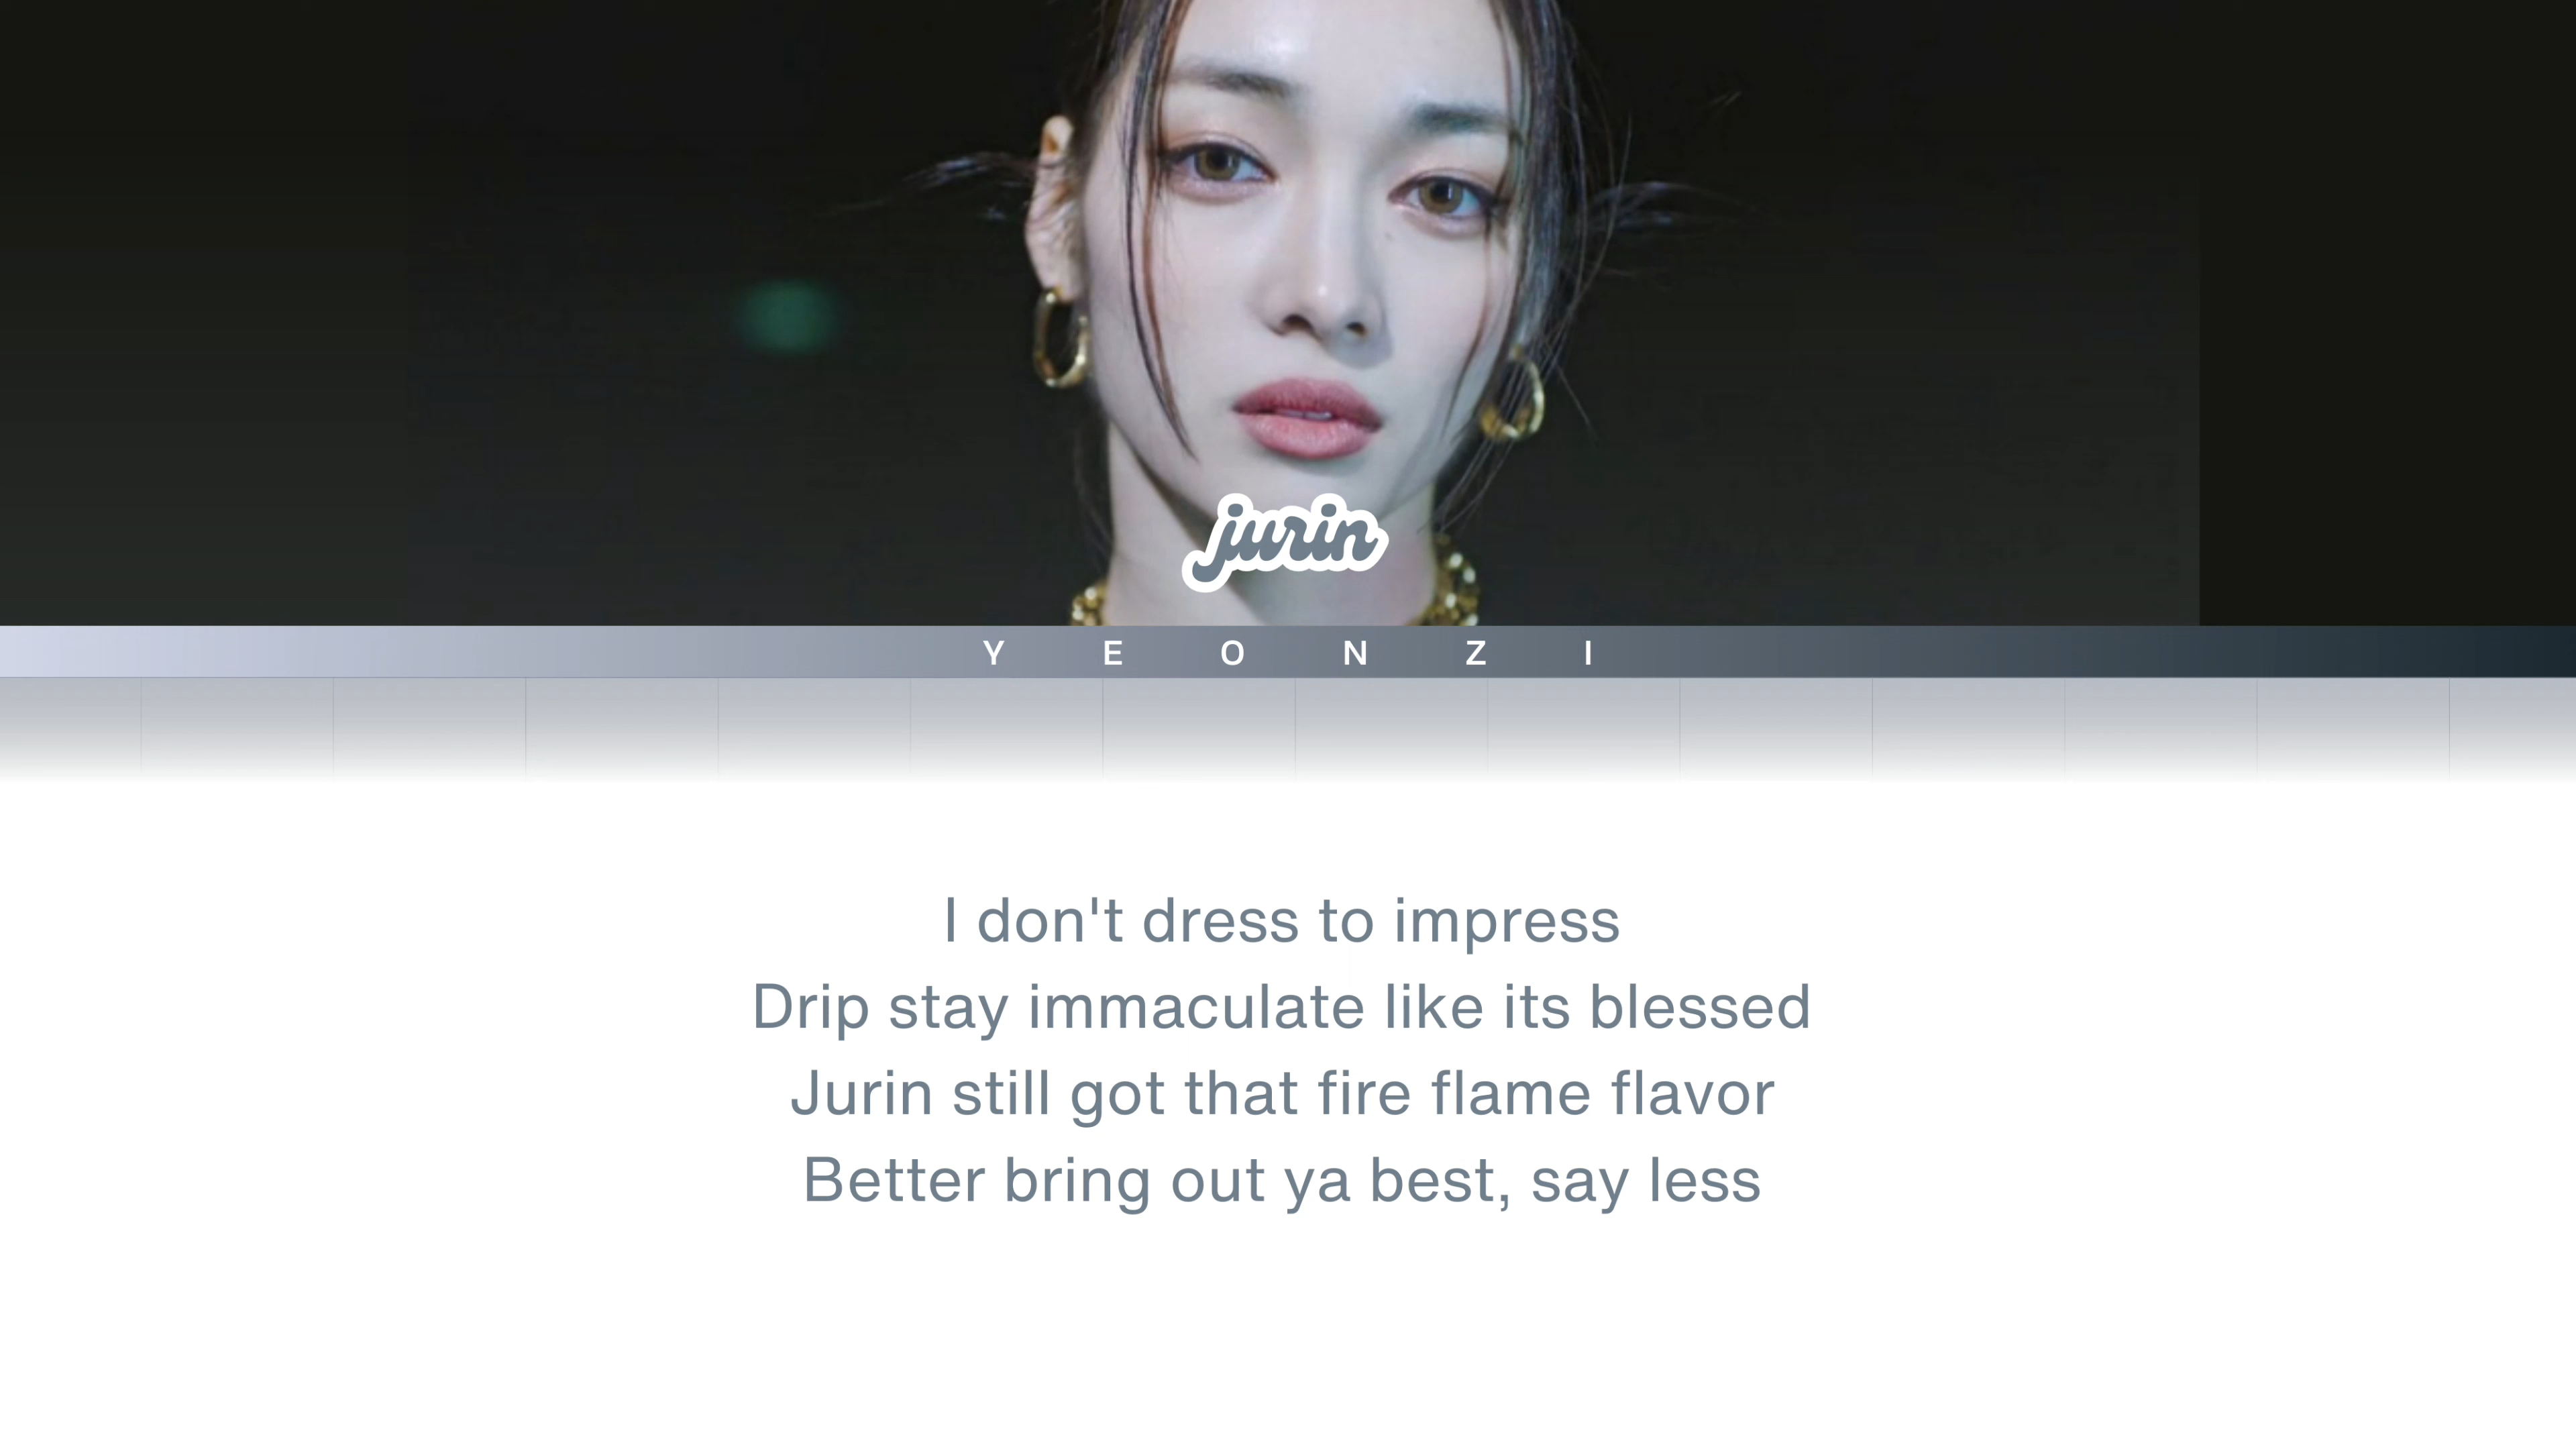 jurin
Y E O N Z I
I don't dress to impress
Drip stay immaculate like its blessed
Jurin still got that fire flame flavor
Better bring out ya best, say less